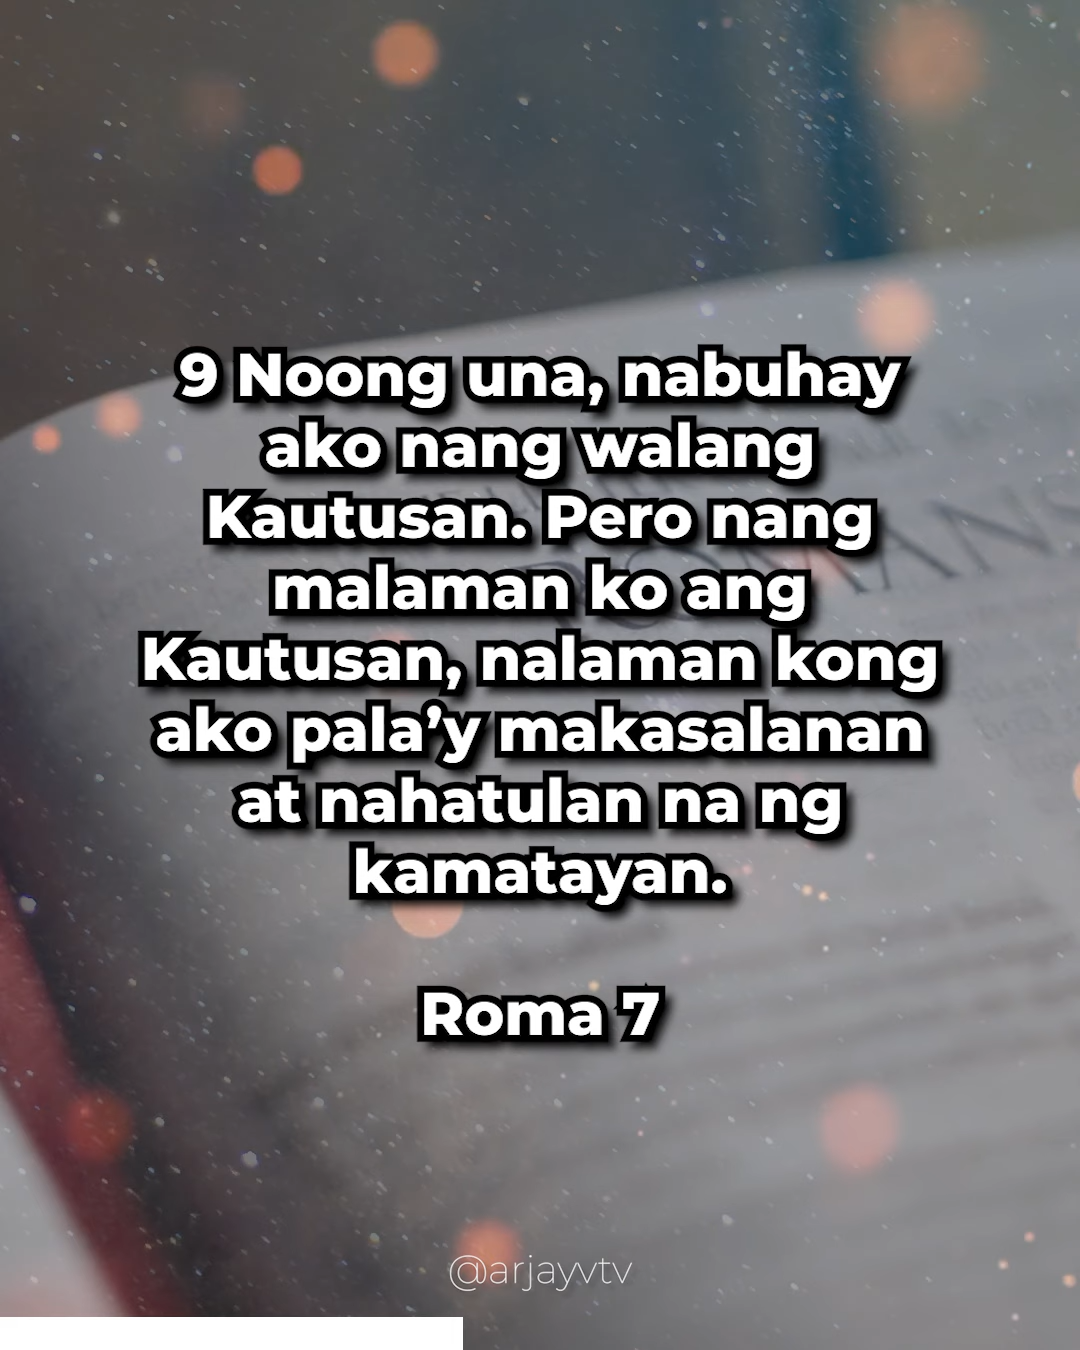 9 Noong una, nabuhay
ako nang walang
Kautusan. Pero nang
malaman ko ang
Kautusan, nalaman kong
ako pala’y makasalanan
at nahatulan na ng
kamatayan.
Roma 7
@arjayvtv